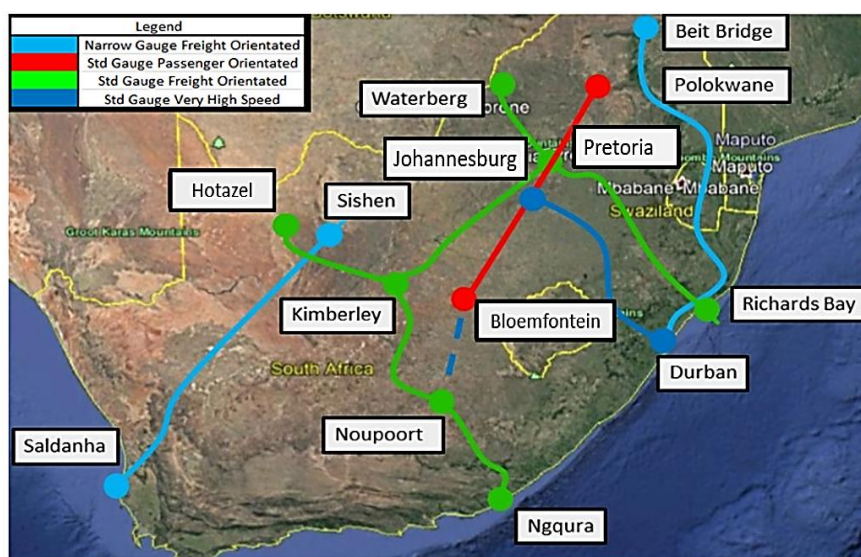 Legend
Narrow Gauge Freight Orientated
Std Gauge Passenger Orientated
Std Gauge Freight Orientated
Std Gauge Very High Speed
Beit Bridge
Polokwane
Waterberg
Johannesburg
Pretoria
Maputo
Maputo
Mbabane
Mbabane
Swaziland
Hotazel
Sishen
Groot Karas Mountains
Kimberley
Bloemfontein
Richards Bay
South Africa
Durban
Noupoort
Saldanha
Ngqura